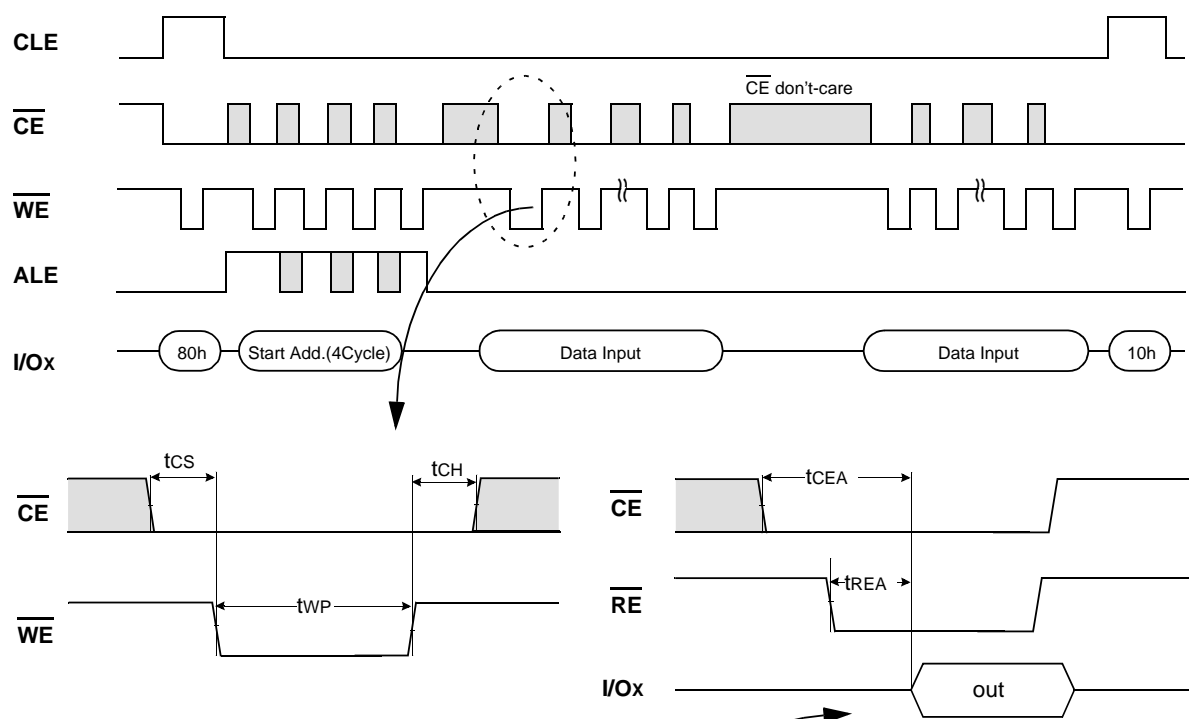 CLE
CE don't-care
CE
WE
ALE
I/Ox 80h Start Add.(4Cycle) Data Input Data Input 10h
tCS tCH
CE
tWP
WE
tCEA
CE
tREA
RE
I/Ox out